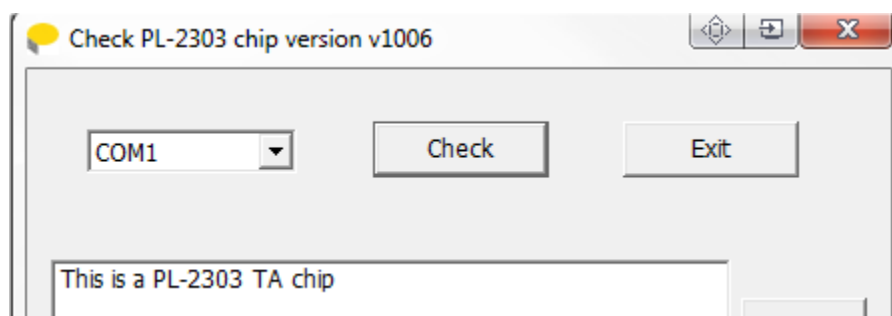 Check PL-2303 chip version v1006
COM1 Check Exit
This is a PL-2303 TA chip